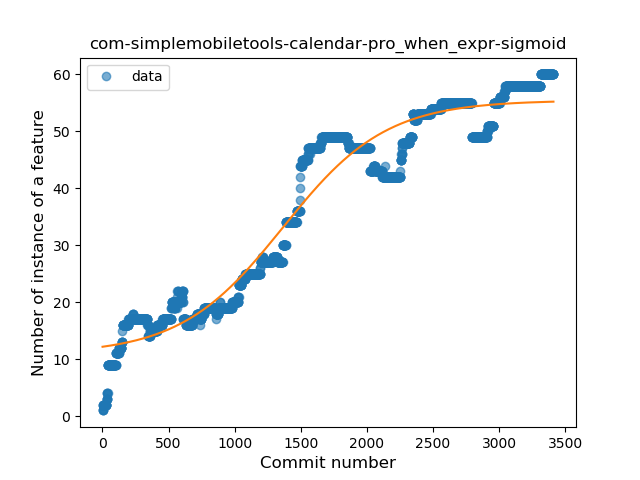 com-simplemobiletools-calendar-pro_when_expr-sigmoid
data
Number of instance of a feature
60
50
40
30
20
10
0
0 500 1000 1500 2000 2500 3000 3500
Commit number